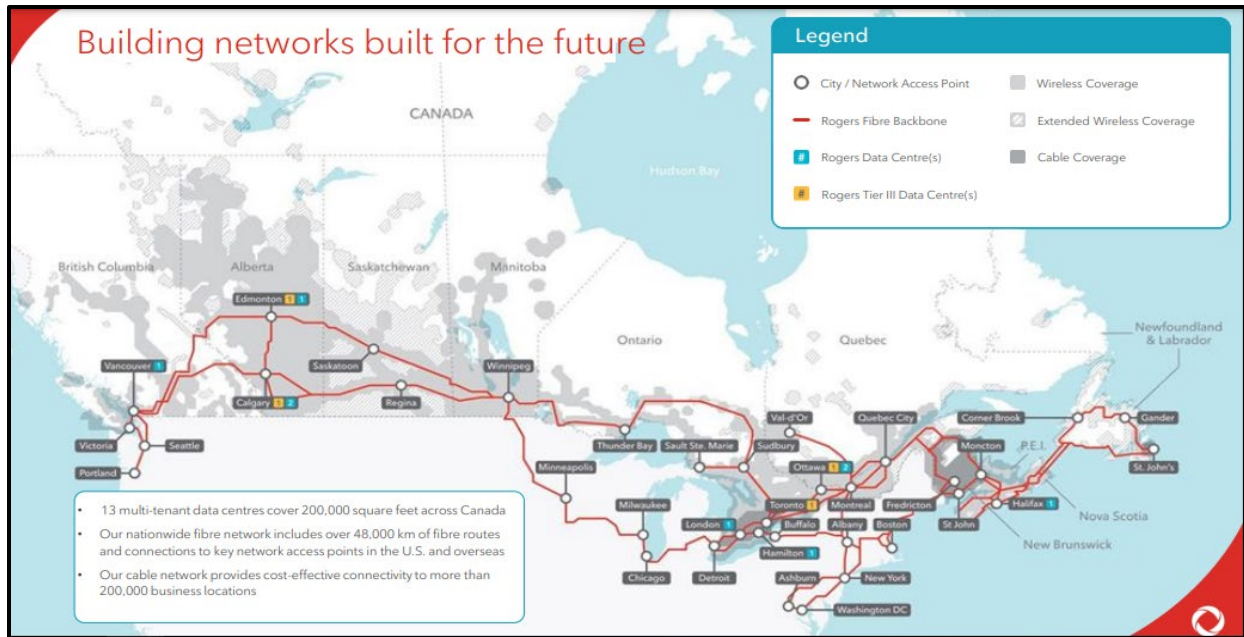 Building networks built for the future
Legend
City / Network Access Point
Rogers Fibre Backbone
# Rogers Data Centre(s)
# Rogers Tier III Data Centre(s)
Wireless Coverage
Extended Wireless Coverage
Cable Coverage
CANADA
Hudson Bay
British Columbia
Alberta
Saskatchewan
Manitoba
Ontario
Quebec
Newfoundland
& Labrador
Edmonton 1 1
Vancouver 1
Saskatoon
Winnipeg
Calgary 1 2
Regina
Victoria
Seattle
Portland
Minneapolis
Thunder Bay
Sault Ste. Marie
Sudbury
Val-d'Or
Quebec City
Corner Brook
Gander
Moncton
P.E.I.
St. John's
Ottawa 1 2
Milwaukee
Toronto 1
Montreal
Fredricton
Halifax 1
London 1
Buffalo
Albany
Boston
St John
Nova Scotia
Hamilton 1
New Brunswick
Chicago
Detroit
Ashburn
New York
Washington DC
• 13 multi-tenant data centres cover 200,000 square feet across Canada
• Our nationwide fibre network includes over 48,000 km of fibre routes
and connections to key network access points in the U.S. and overseas
• Our cable network provides cost-effective connectivity to more than
200,000 business locations